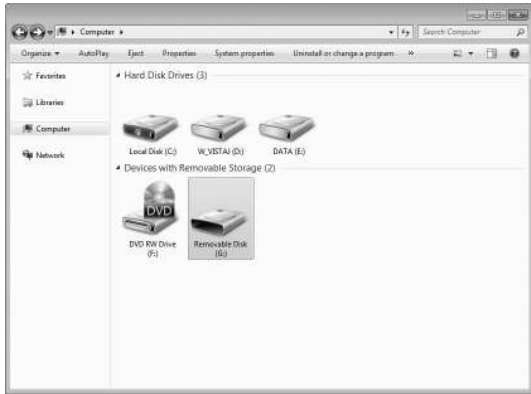 Computer
Search Computer
Organize AutoPlay Eject Properties System properties Uninstall or change a program »
Favorites
Libraries
Computer
Network
Hard Disk Drives (3)
Local Disk (C:) W_VISTAI (D:) DATA (E:)
Devices with Removable Storage (2)
DVD
DVD RW Drive (F:) Removable Disk (G:)